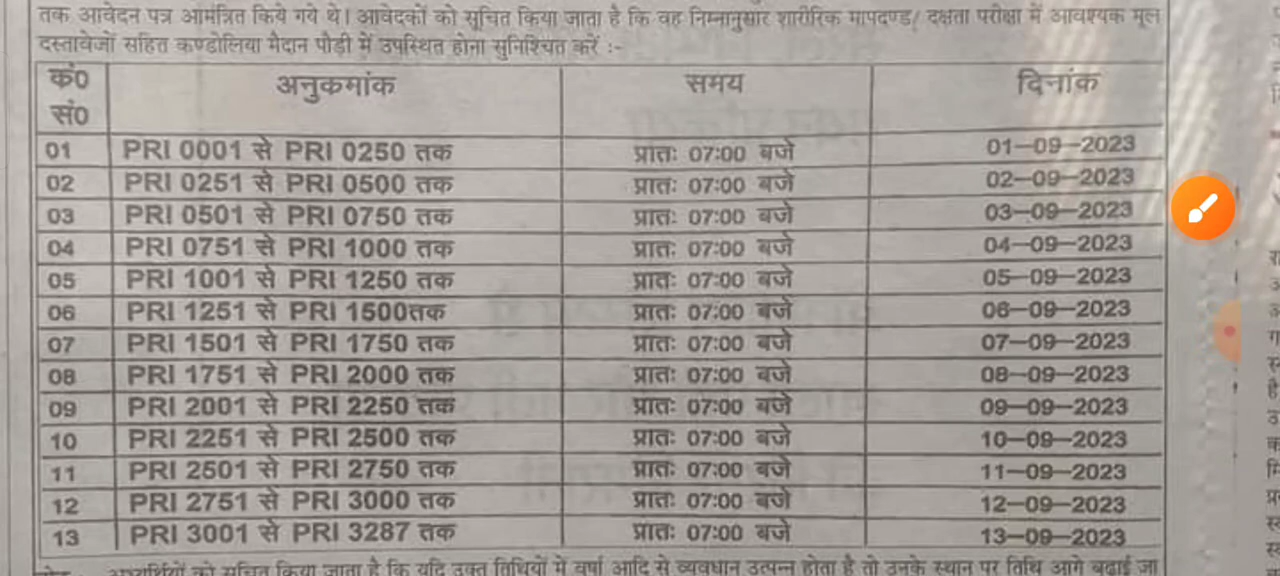 तक आवेदन पत्र आमंत्रित किये गये थे। आवेदकों को सूचित किया जाता है कि वह निम्नानुसार शारीरिक मापदण्ड/ दक्षता परीक्षा में आवश्यक मूल
दस्तावेजों सहित कण्डोलिया मैदान पौड़ी में उपस्थित होना सुनिश्चित करें :-
कं0 सं0 अनुकमांक समय दिनांक
01 PRI 0001 से PRI 0250 तक प्रातः 07:00 बजे 01-09-2023
02 PRI 0251 से PRI 0500 तक प्रातः 07:00 बजे 02-09-2023
03 PRI 0501 से PRI 0750 तक प्रातः 07:00 बजे 03-09-2023
04 PRI 0751 से PRI 1000 तक प्रातः 07:00 बजे 04-09-2023
05 PRI 1001 से PRI 1250 तक प्रातः 07:00 बजे 05-09-2023
06 PRI 1251 से PRI 1500तक प्रातः 07:00 बजे 06-09-2023
07 PRI 1501 से PRI 1750 तक प्रातः 07:00 बजे 07-09-2023
08 PRI 1751 से PRI 2000 तक प्रातः 07:00 बजे 08-09-2023
09 PRI 2001 से PRI 2250 तक प्रातः 07:00 बजे 09-09-2023
10 PRI 2251 से PRI 2500 तक प्रातः 07:00 बजे 10-09-2023
11 PRI 2501 से PRI 2750 तक प्रातः 07:00 बजे 11-09-2023
12 PRI 2751 से PRI 3000 तक प्रातः 07:00 बजे 12-09-2023
13 PRI 3001 से PRI 3287 तक प्रातः 07:00 बजे 13-09-2023
अभ्यर्थियों को सूचित किया जाता है कि यदि उक्त तिथियों में वर्षा आदि से व्यवधान उत्पन्न होता है तो उनके स्थान पर तिथि आगे बढ़ाई जा